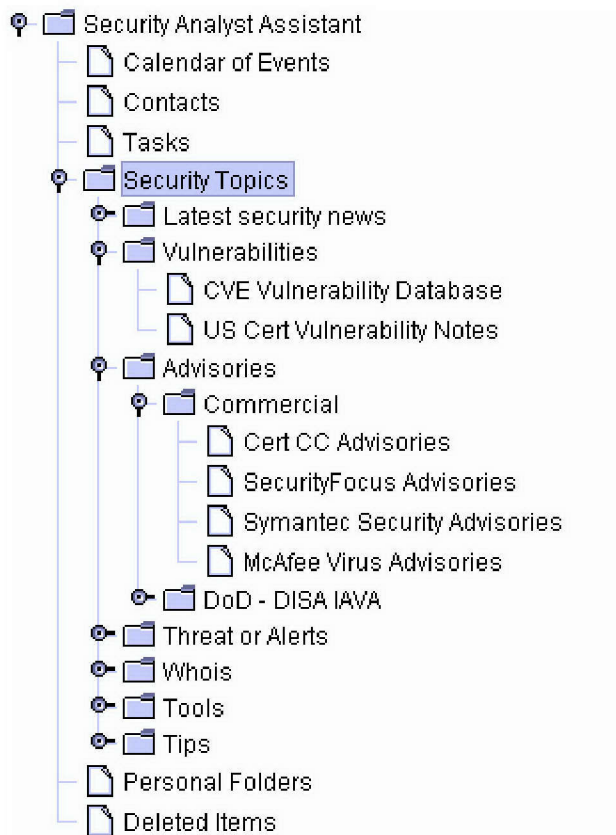 Security Analyst Assistant
Calendar of Events
Contacts
Tasks
Security Topics
Latest security news
Vulnerabilities
CVE Vulnerability Database
US Cert Vulnerability Notes
Advisories
Commercial
Cert CC Advisories
SecurityFocus Advisories
Symantec Security Advisories
McAfee Virus Advisories
DoD - DISA IAVA
Threat or Alerts
Whois
Tools
Tips
Personal Folders
Deleted Items